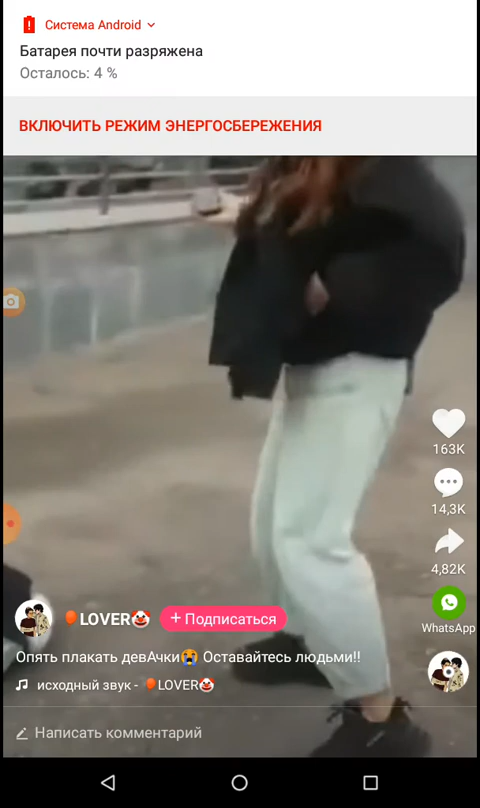 Система Android
Батарея почти разряжена
Осталось: 4 %
ВКЛЮЧИТЬ РЕЖИМ ЭНЕРГОСБЕРЕЖЕНИЯ
163K
14,3K
4,82K
WhatsApp
🎈LOVER🤡 + Подписаться
Опять плакать девАчки😭 Оставайтесь людьми!!
исходный звук - 🎈LOVER🤡
Написать комментарий